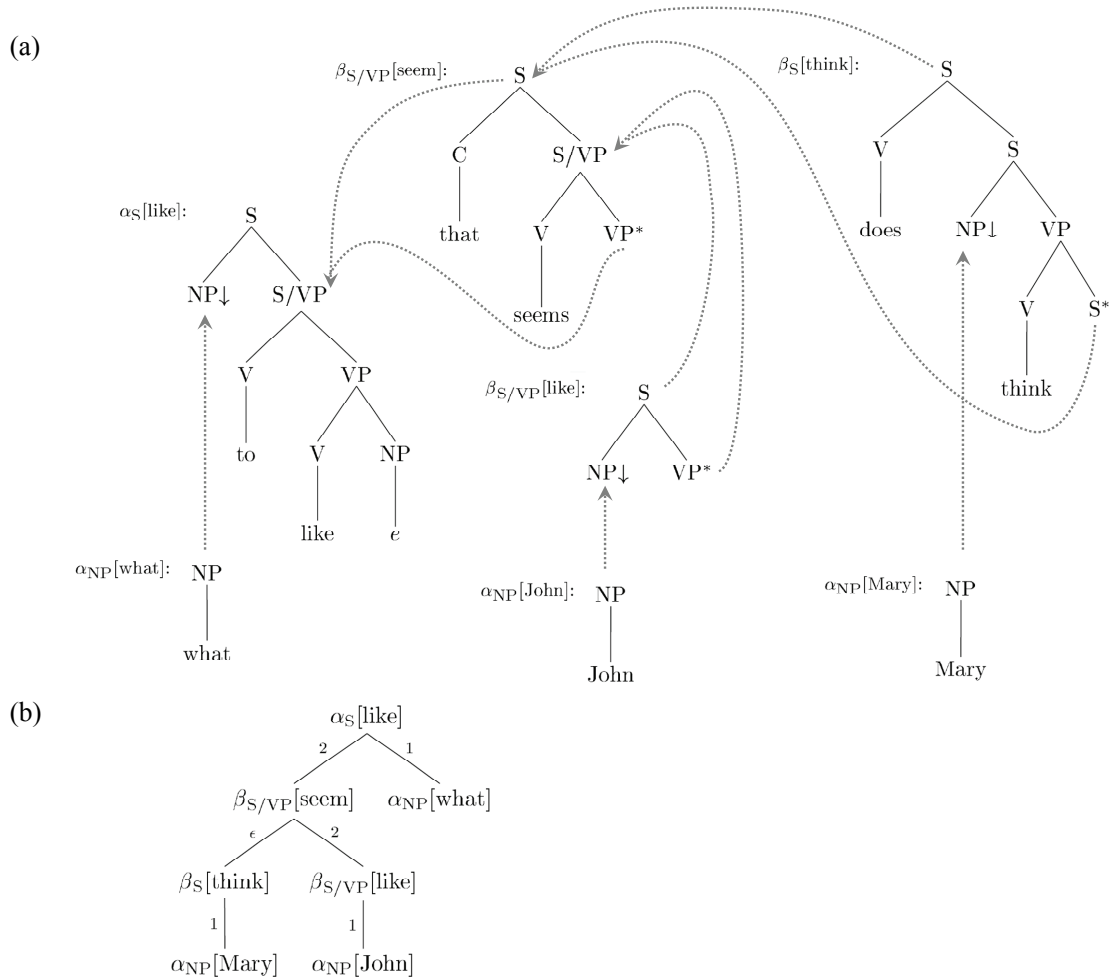 (a)
β_S/VP[seem]: S β_S[think]: S
C S/VP V S
α_S[like]: S
that V VP* does NP↓ VP
NP↓ S/VP
seems V S*
V VP
β_S/VP[like]: S think
to V NP
NP↓ VP*
like e
α_NP[what]: NP α_NP[John]: NP α_NP[Mary]: NP
what John Mary
(b)
α_S[like]
2 1
β_S/VP[seem] α_NP[what]
ϵ 2
β_S[think] β_S/VP[like]
1 1
α_NP[Mary] α_NP[John]